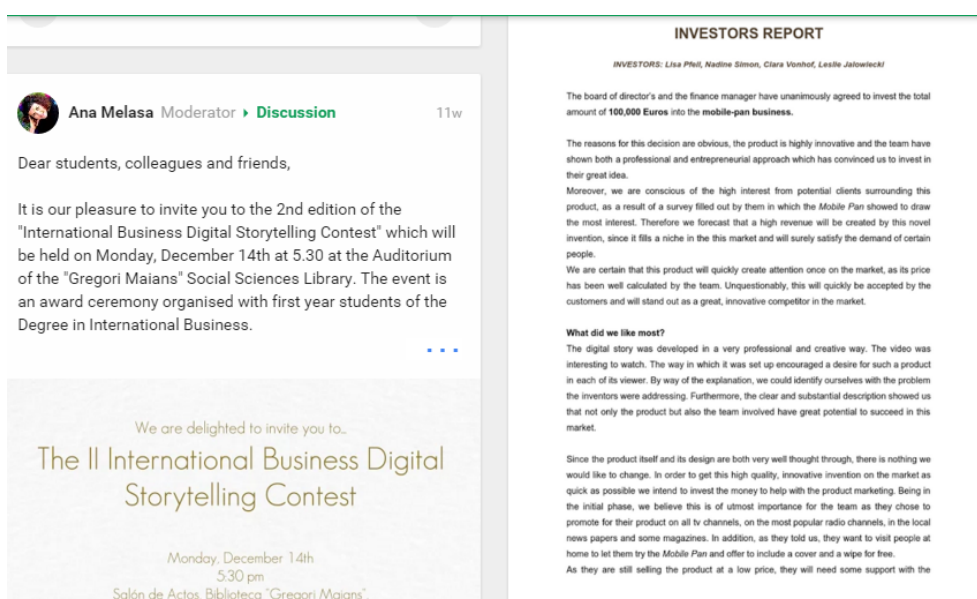 Ana Melasa Moderator ▸ Discussion 11w
Dear students, colleagues and friends,
It is our pleasure to invite you to the 2nd edition of the
"International Business Digital Storytelling Contest" which will
be held on Monday, December 14th at 5.30 at the Auditorium
of the "Gregori Maians" Social Sciences Library. The event is
an award ceremony organised with first year students of the
Degree in International Business.
We are delighted to invite you to...
The II International Business Digital
Storytelling Contest
Monday, December 14th
5:30 pm
Salón de Actos, Biblioteca "Gregori Maians",
INVESTORS REPORT
INVESTORS: Lisa Pfeil, Nadine Simon, Clara Vonhof, Leslie Jalowiecki
The board of director's and the finance manager have unanimously agreed to invest the total
amount of 100,000 Euros into the mobile-pan business.
The reasons for this decision are obvious, the product is highly innovative and the team have
shown both a professional and entrepreneurial approach which has convinced us to invest in
their great idea.
Moreover, we are conscious of the high interest from potential clients surrounding this
product, as a result of a survey filled out by them in which the Mobile Pan showed to draw
the most interest. Therefore we forecast that a high revenue will be created by this novel
invention, since it fills a niche in the this market and will surely satisfy the demand of certain
people.
We are certain that this product will quickly create attention once on the market, as its price
has been well calculated by the team. Unquestionably, this will quickly be accepted by the
customers and will stand out as a great, innovative competitor in the market.
What did we like most?
The digital story was developed in a very professional and creative way. The video was
interesting to watch. The way in which it was set up encouraged a desire for such a product
in each of its viewer. By way of the explanation, we could identify ourselves with the problem
the inventors were addressing. Furthermore, the clear and substantial description showed us
that not only the product but also the team involved have great potential to succeed in this
market.
Since the product itself and its design are both very well thought through, there is nothing we
would like to change. In order to get this high quality, innovative invention on the market as
quick as possible we intend to invest the money to help with the product marketing. Being in
the initial phase, we believe this is of utmost importance for the team as they chose to
promote for their product on all tv channels, on the most popular radio channels, in the local
news papers and some magazines. In addition, as they told us, they want to visit people at
home to let them try the Mobile Pan and offer to include a cover and a wipe for free.
As they are still selling the product at a low price, they will need some support with the